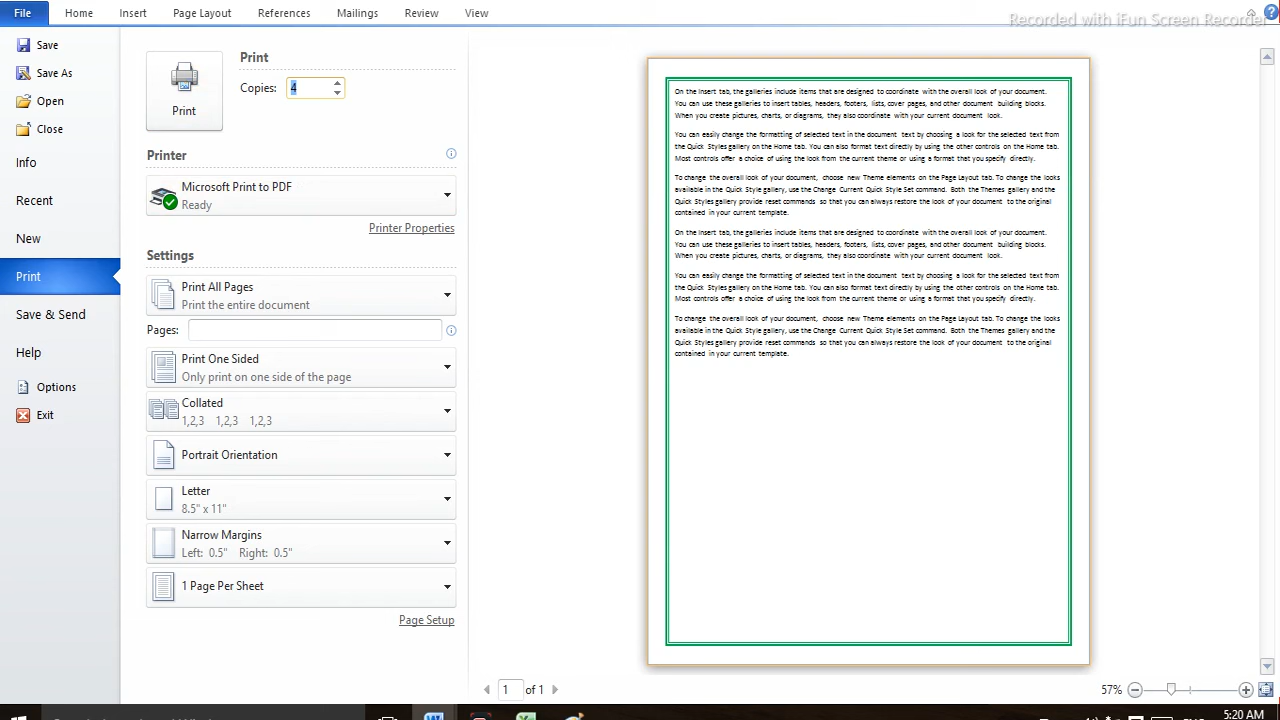 File Home Insert Page Layout References Mailings Review View
Recorded with iFun Screen Recorder
Save
Save As
Open
Close
Info
Recent
New
Print
Save & Send
Help
Options
Exit
Print
Print
Copies: 4
Printer
Microsoft Print to PDF
Ready
Printer Properties
Settings
Print All Pages
Print the entire document
Pages:
Print One Sided
Only print on one side of the page
Collated
1,2,3 1,2,3 1,2,3
Portrait Orientation
Letter
8.5" x 11"
Narrow Margins
Left: 0.5" Right: 0.5"
1 Page Per Sheet
Page Setup
On the Insert tab, the galleries include items that are designed to coordinate with the overall look of your document.
You can use these galleries to insert tables, headers, footers, lists, cover pages, and other document building blocks.
When you create pictures, charts, or diagrams, they also coordinate with your current document look.
You can easily change the formatting of selected text in the document text by choosing a look for the selected text from
the Quick Styles gallery on the Home tab. You can also format text directly by using the other controls on the Home tab.
Most controls offer a choice of using the look from the current theme or using a format that you specify directly.
To change the overall look of your document, choose new Theme elements on the Page Layout tab. To change the looks
available in the Quick Style gallery, use the Change Current Quick Style Set command. Both the Themes gallery and the
Quick Styles gallery provide reset commands so that you can always restore the look of your document to the original
contained in your current template.
On the Insert tab, the galleries include items that are designed to coordinate with the overall look of your document.
You can use these galleries to insert tables, headers, footers, lists, cover pages, and other document building blocks.
When you create pictures, charts, or diagrams, they also coordinate with your current document look.
You can easily change the formatting of selected text in the document text by choosing a look for the selected text from
the Quick Styles gallery on the Home tab. You can also format text directly by using the other controls on the Home tab.
Most controls offer a choice of using the look from the current theme or using a format that you specify directly.
To change the overall look of your document, choose new Theme elements on the Page Layout tab. To change the looks
available in the Quick Style gallery, use the Change Current Quick Style Set command. Both the Themes gallery and the
Quick Styles gallery provide reset commands so that you can always restore the look of your document to the original
contained in your current template.
1 of 1
57%
5:20 AM